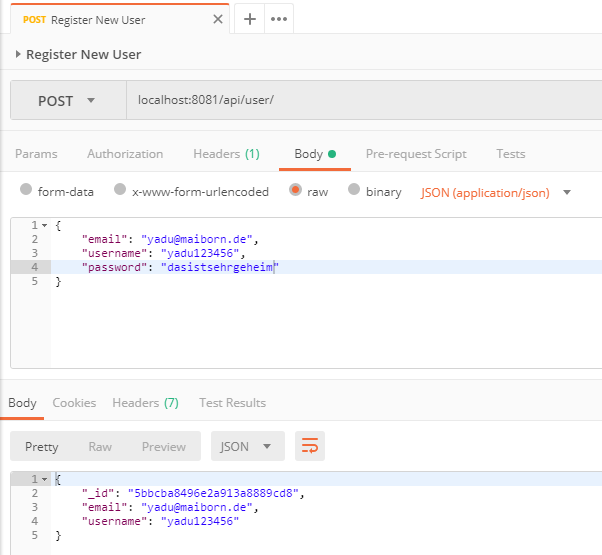 POST Register New User
Register New User
POST localhost:8081/api/user/
Params Authorization Headers (1) Body Pre-request Script Tests
form-data x-www-form-urlencoded raw binary JSON (application/json)
1 {
2 "email": "yadu@maiborn.de",
3 "username": "yadu123456",
4 "password": "dasistsehrgeheim"
5 }
Body Cookies Headers (7) Test Results
Pretty Raw Preview JSON
1 {
2 "_id": "5bbcba8496e2a913a8889cd8",
3 "email": "yadu@maiborn.de",
4 "username": "yadu123456"
5 }